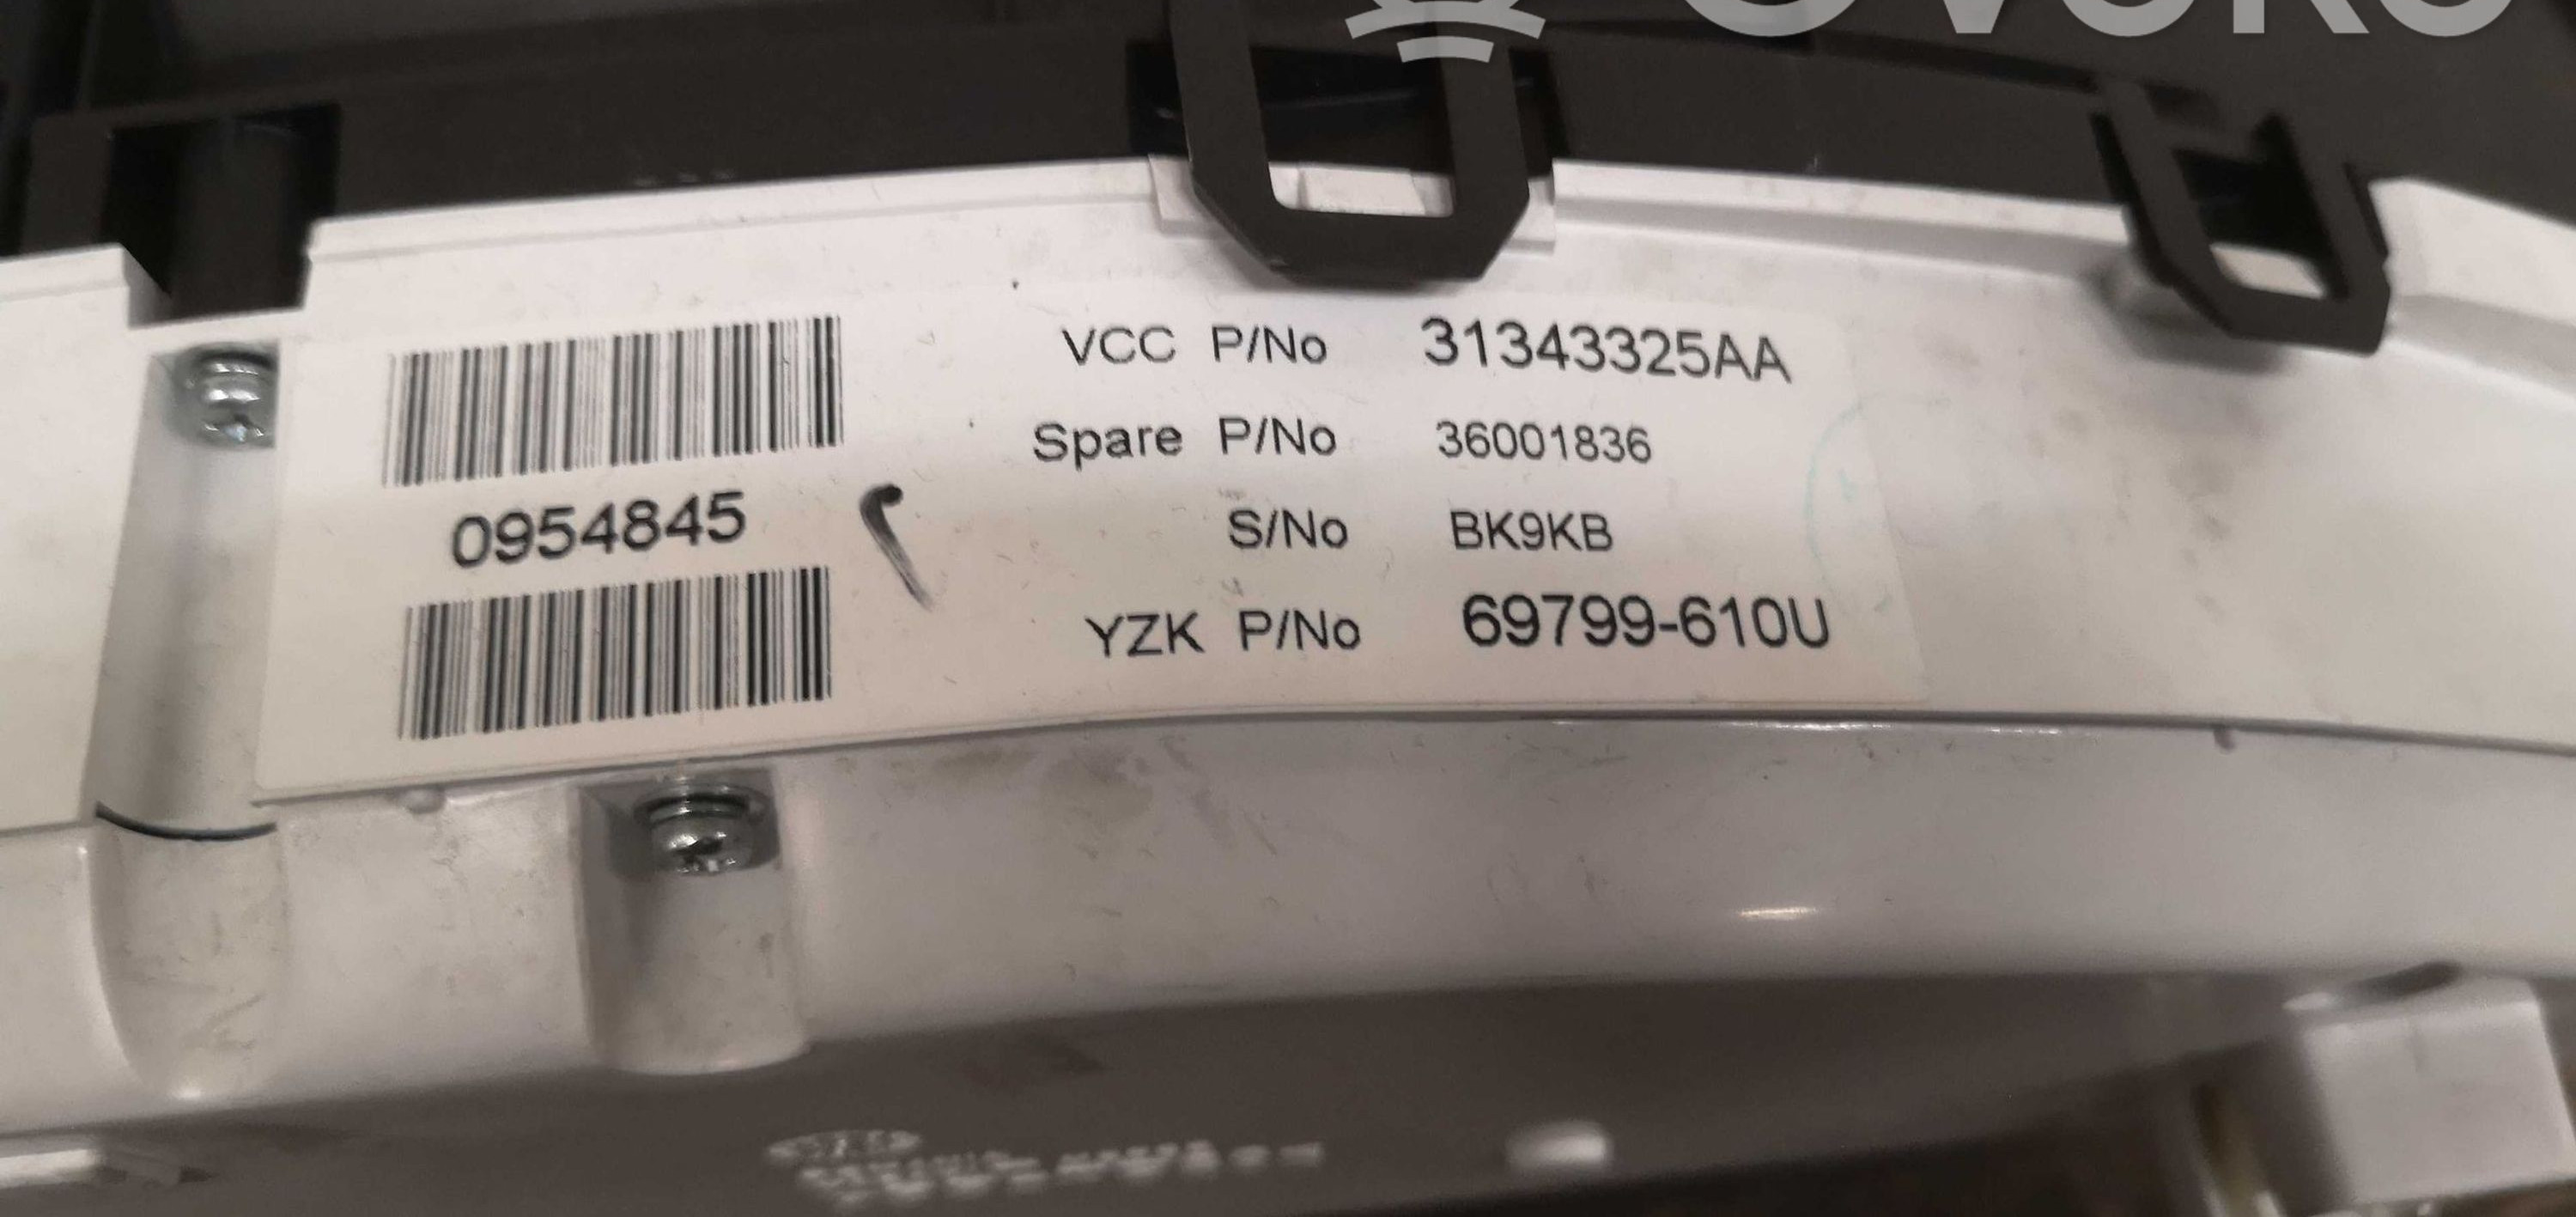 VCC P/No 31343325AA
Spare P/No 36001836
0954845
S/No BK9KB
YZK P/No 69799-610U